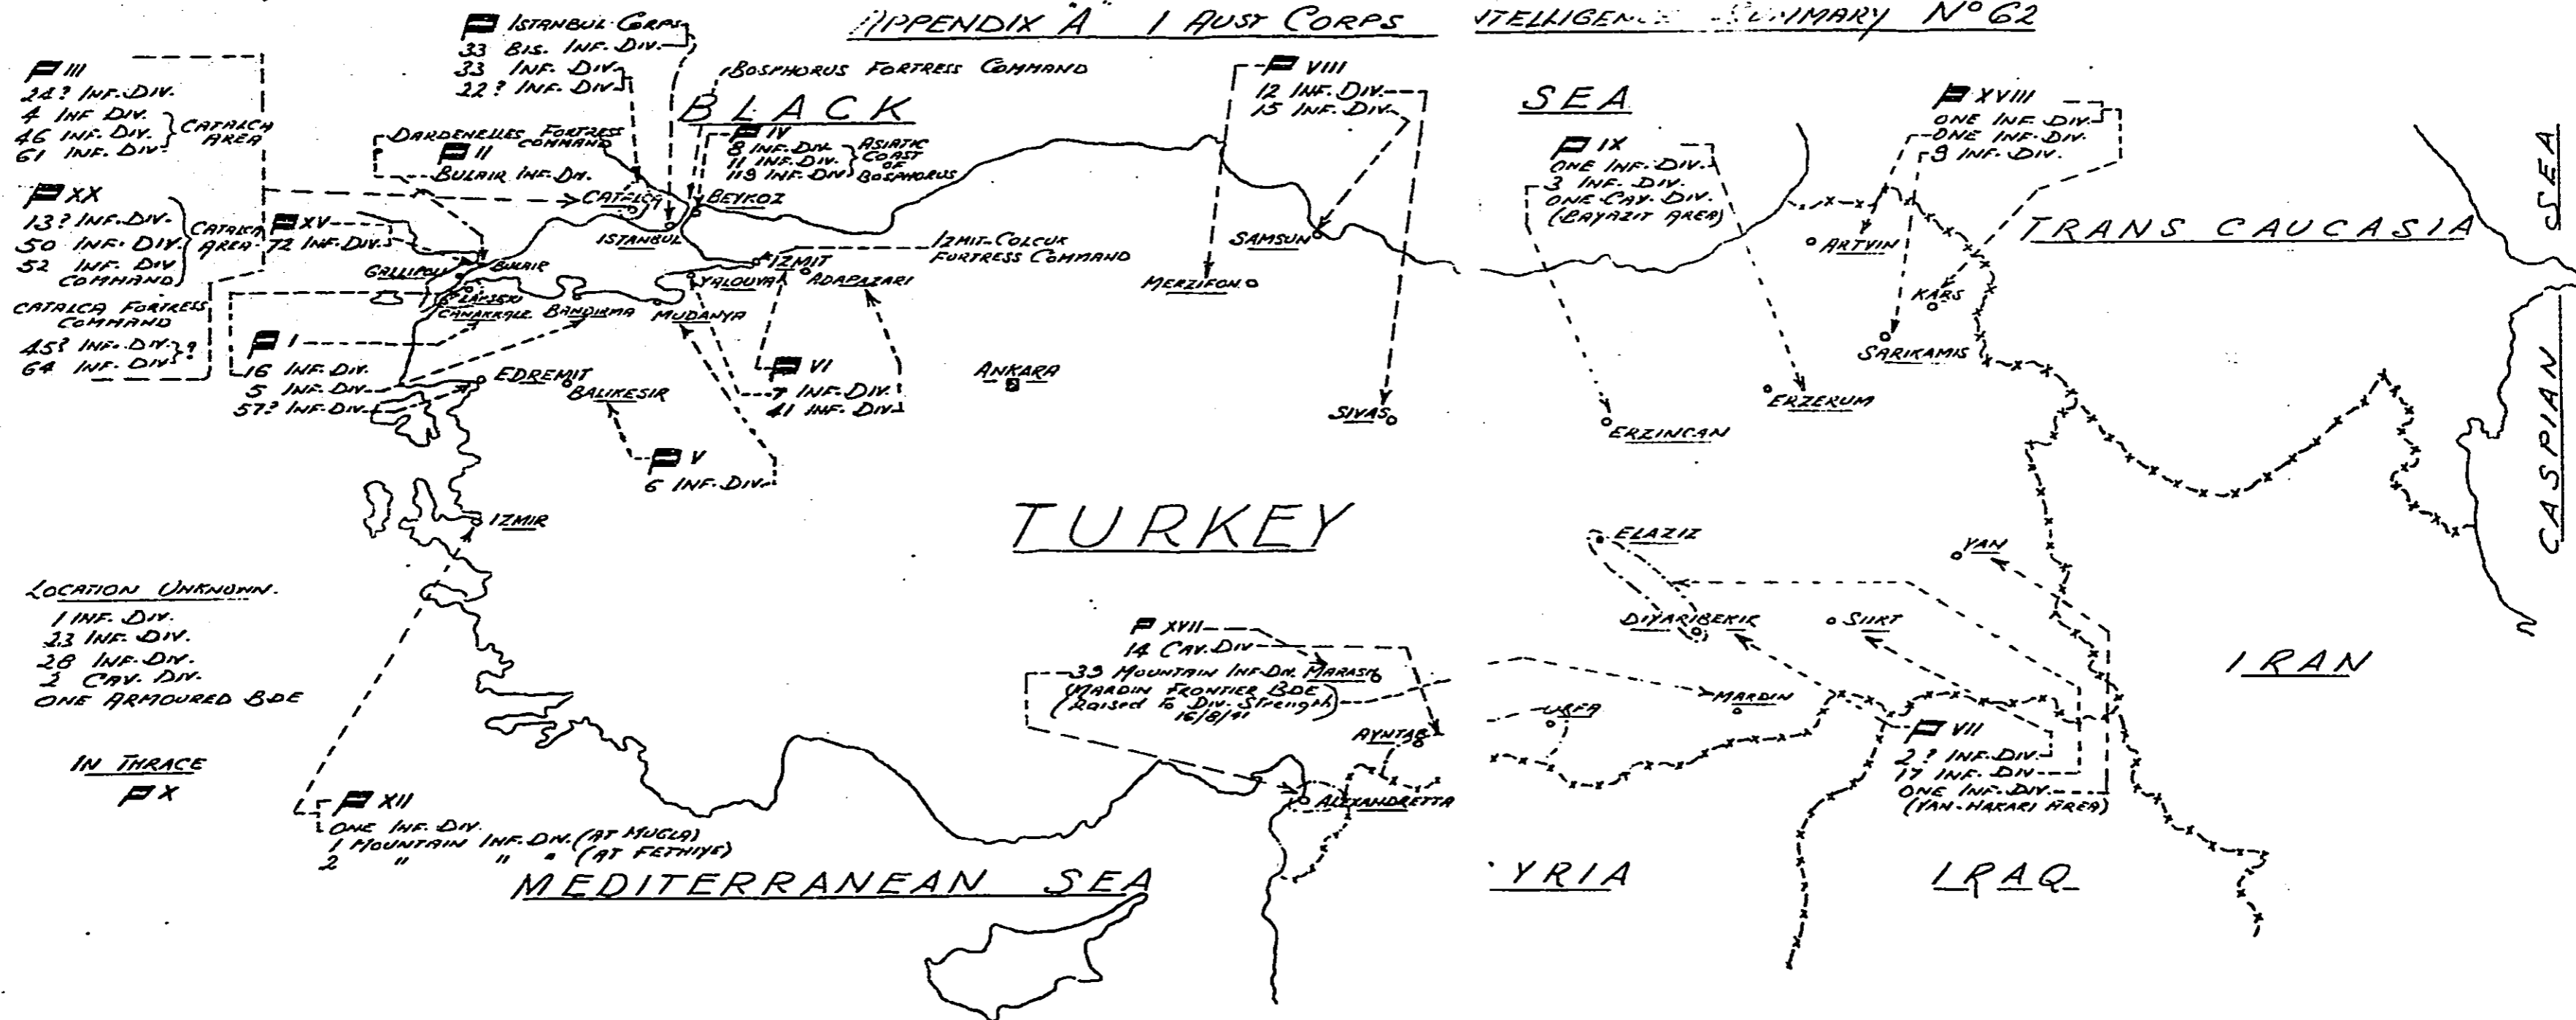 APPENDIX "A" 1 AUST CORPS INTELLIGENCE SUMMARY Nº 62
III
24? INF. DIV.
4 INF DIV.
46 INF. DIV.
61 INF. DIV.
CATALCA
AREA
ISTANBUL CORPS
33 BIS. INF. DIV.
33 INF. DIV.
22? INF. DIV.
BOSPHORUS FORTRESS COMMAND
BLACK
SEA
DARDENELLES FORTRESS
COMMAND
II
BULAIR INF. DIV.
IV
8 INF. DIV.
11 INF. DIV.
119 INF. DIV.
ASIATIC
COAST
OF
BOSPHORUS
VIII
12 INF. DIV.
15 INF. DIV.
IX
ONE INF. DIV.
3 INF. DIV.
ONE CAV. DIV.
(BAYAZIT AREA)
XVIII
ONE INF. DIV.
ONE INF. DIV.
9 INF. DIV.
CASPIAN SEA
XX
13? INF. DIV.
50 INF. DIV.
52 INF. DIV
COMMAND
CATALCA
AREA
XV
72 INF. DIV.
CATALCA FORTRESS
COMMAND
45? INF. DIV.
64 INF. DIV.
?
CATALCA
BEYKOZ
ISTANBUL
IZMIT
IZMIT-COLCUK
FORTRESS COMMAND
GALLIPOLI
BULAIR
LAPSEKI
CANAKKALE
BANDIRMA
MUDANYA
YALOUVA
ADAPAZARI
SAMSUN
MERZIFON
ARTVIN
TRANS CAUCASIA
KARS
SARIKAMIS
I
16 INF. DIV.
5 INF. DIV.
57? INF. DIV.
EDREMIT
BALIKESIR
VI
7 INF. DIV.
41 INF. DIV.
ANKARA
SIVAS
ERZINCAN
ERZERUM
V
6 INF. DIV.
IZMIR
TURKEY
ELAZIZ
VAN
DIYARIBEKIR
SIIRT
IRAN
LOCATION UNKNOWN.
1 INF. DIV.
23 INF. DIV.
28 INF. DIV.
2 CAV. DIV.
ONE ARMOURED BDE
IN THRACE
X
XVII
14 CAV. DIV
39 MOUNTAIN INF. DIV. MARASH
(MARDIN FRONTIER BDE
Raised to Div. Strength)
16/8/41
AYNTAB
URFA
MARDIN
ALEXANDRETTA
VII
2? INF. DIV.
17 INF. DIV.
ONE INF. DIV.
(VAN-HAKARI AREA)
XII
ONE INF. DIV.
1 MOUNTAIN INF. DIV. (AT MUGLA)
2 " " " (AT FETHIYE)
MEDITERRANEAN SEA
YRIA
IRAQ